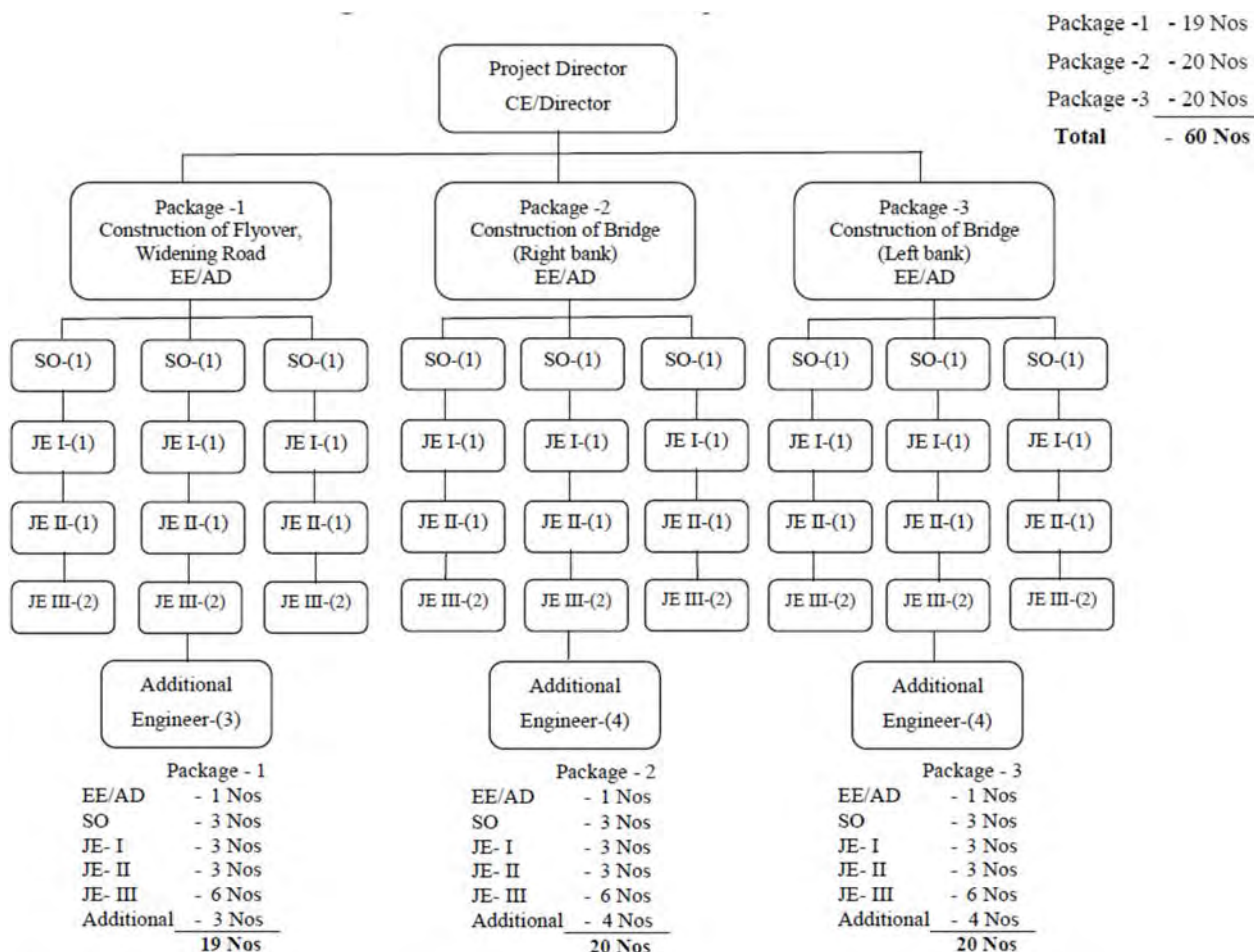 Package -1 - 19 Nos
Package -2 - 20 Nos
Package -3 - 20 Nos
Total - 60 Nos
Project Director
CE/Director
Package -1
Construction of Flyover,
Widening Road
EE/AD
Package -2
Construction of Bridge
(Right bank)
EE/AD
Package -3
Construction of Bridge
(Left bank)
EE/AD
SO-(1) SO-(1) SO-(1) SO-(1) SO-(1) SO-(1) SO-(1) SO-(1) SO-(1)
JE I-(1) JE I-(1) JE I-(1) JE I-(1) JE I-(1) JE I-(1) JE I-(1) JE I-(1) JE I-(1)
JE II-(1) JE II-(1) JE II-(1) JE II-(1) JE II-(1) JE II-(1) JE II-(1) JE II-(1) JE II-(1)
JE III-(2) JE III-(2) JE III-(2) JE III-(2) JE III-(2) JE III-(2) JE III-(2) JE III-(2) JE III-(2)
Additional
Engineer-(3)
Additional
Engineer-(4)
Additional
Engineer-(4)
Package - 1
EE/AD - 1 Nos
SO - 3 Nos
JE- I - 3 Nos
JE- II - 3 Nos
JE- III - 6 Nos
Additional - 3 Nos
19 Nos
Package - 2
EE/AD - 1 Nos
SO - 3 Nos
JE- I - 3 Nos
JE- II - 3 Nos
JE- III - 6 Nos
Additional - 4 Nos
20 Nos
Package - 3
EE/AD - 1 Nos
SO - 3 Nos
JE- I - 3 Nos
JE- II - 3 Nos
JE- III - 6 Nos
Additional - 4 Nos
20 Nos